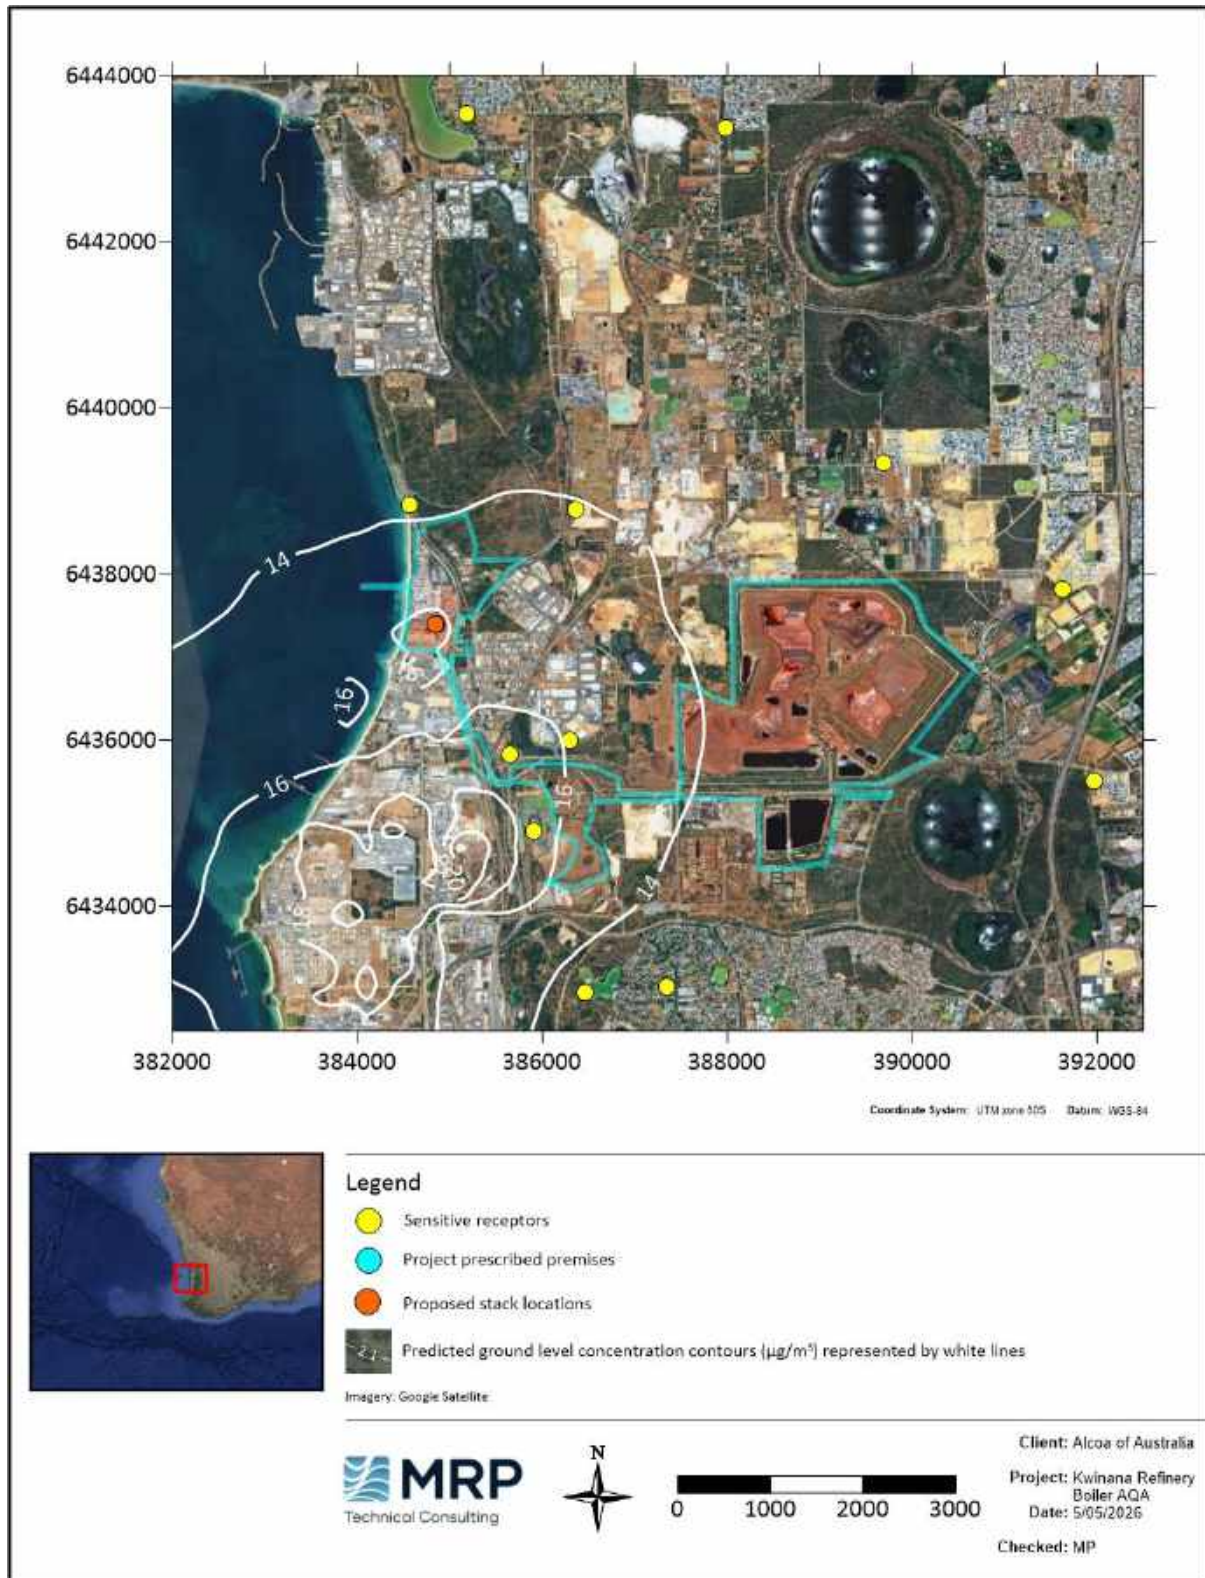 6444000
6442000
6440000
6438000
6436000
6434000
14
16
16
16
14
20
382000
384000
386000
388000
390000
392000
Coordinate System: UTM zone 50S Datum: WGS-84
Legend
Sensitive receptors
Project prescribed premises
Proposed stack locations
2.1
Predicted ground level concentration contours (µg/m³) represented by white lines
Imagery: Google Satellite
MRP
Technical Consulting
N
0 1000 2000 3000
Client: Alcoa of Australia
Project: Kwinana Refinery
Boiler AQA
Date: 5/05/2026
Checked: MP